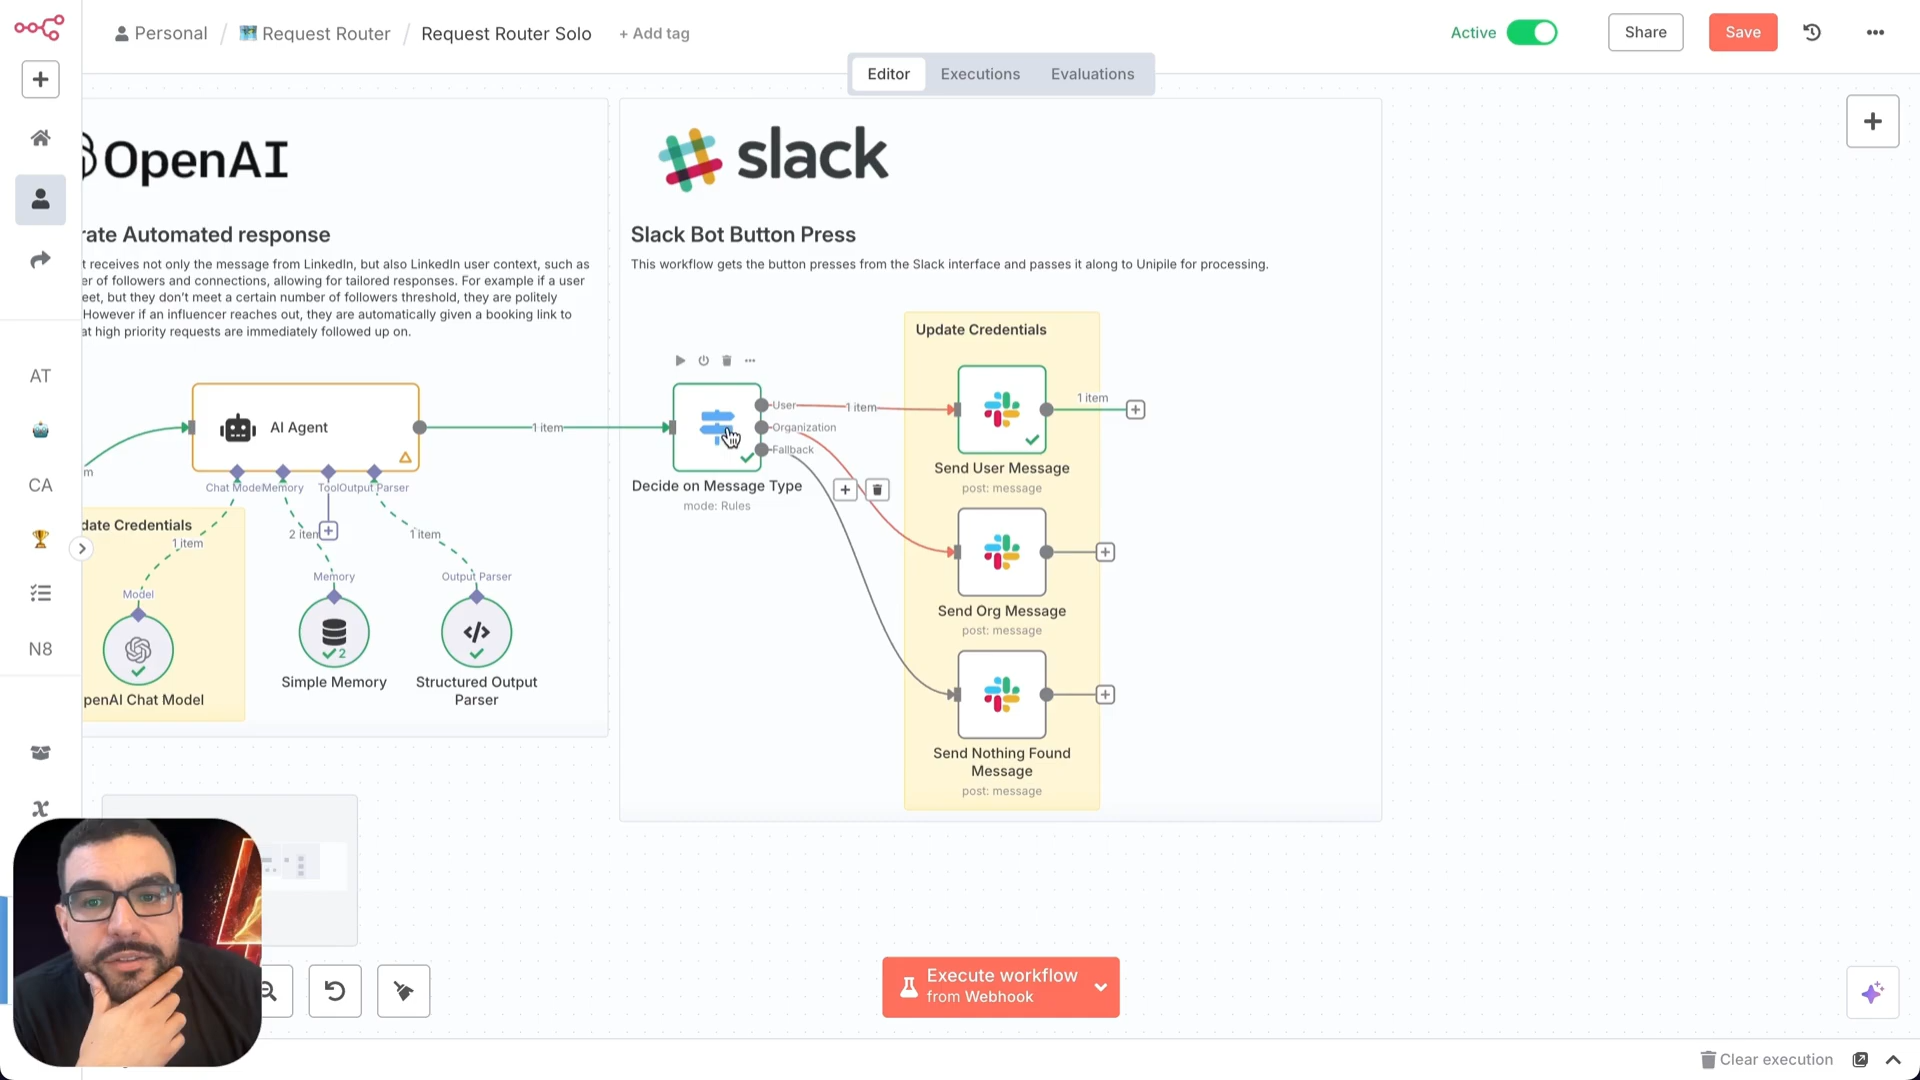 Personal / Request Router / Request Router Solo + Add tag
Active
Share
Save
Editor Executions Evaluations
OpenAI
rate Automated response
t receives not only the message from LinkedIn, but also LinkedIn user context, such as
er of followers and connections, allowing for tailored responses. For example if a user
eet, but they don't meet a certain number of followers threshold, they are politely
However if an influencer reaches out, they are automatically given a booking link to
at high priority requests are immediately followed up on.
AI Agent
m
Chat Model
Memory
Tool
Output Parser
1 item
date Credentials
1 item
2 item
1 item
Model
Memory
Output Parser
2
penAI Chat Model
Simple Memory
Structured Output
Parser
slack
Slack Bot Button Press
This workflow gets the button presses from the Slack interface and passes it along to Unipile for processing.
Update Credentials
User
1 item
Organization
Fallback
Decide on Message Type
mode: Rules
1 item
Send User Message
post: message
Send Org Message
post: message
Send Nothing Found
Message
post: message
AT
CA
N8
Execute workflow
from Webhook
Clear execution